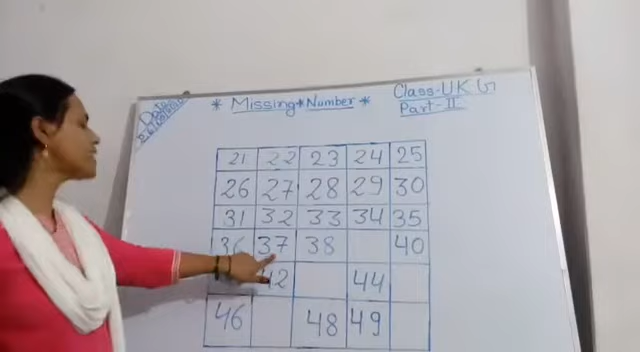 * Missing * Number *
Class-UKG
Part-II
Date
21 22 23 24 25
26 27 28 29 30
31 32 33 34 35
36 37 38 40
42 44
46 48 49